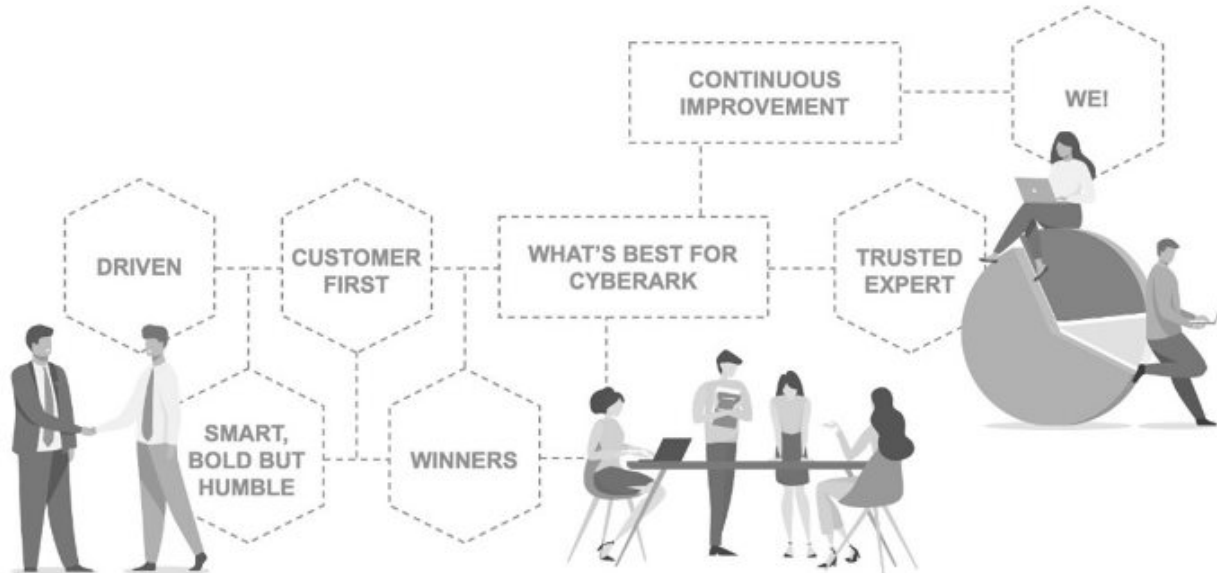 CONTINUOUS
IMPROVEMENT
WE!
DRIVEN
CUSTOMER
FIRST
WHAT'S BEST FOR
CYBERARK
TRUSTED
EXPERT
SMART,
BOLD BUT
HUMBLE
WINNERS